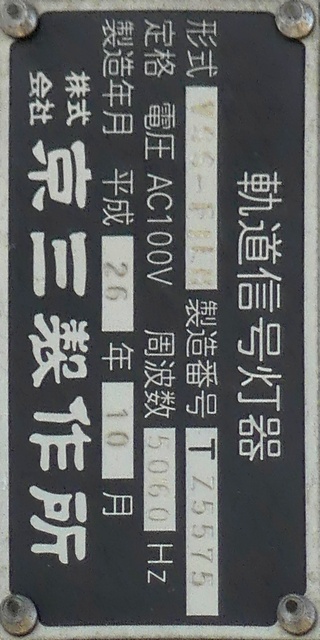 軌道信号灯器
形式 製造番号 TZ5575
定格 電圧 AC100V 周波数 5060 Hz
製造年月 平成 26 年 10 月
株式会社 京三製作所